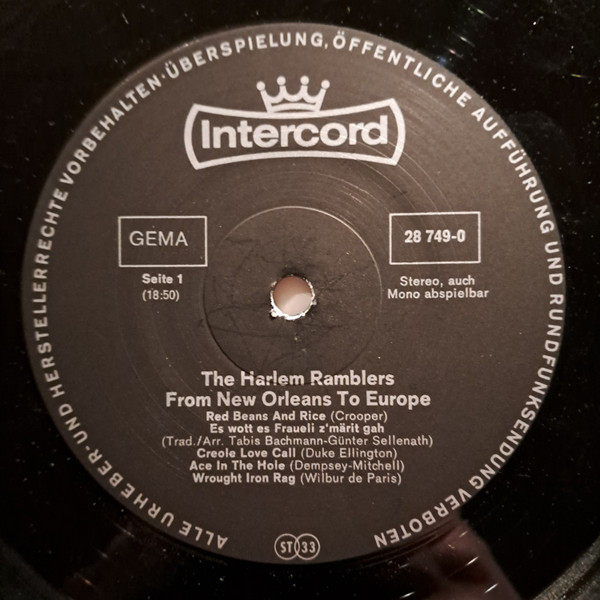 ALLE URHEBER- UND HERSTELLERRECHTE VORBEHALTEN · ÜBERSPIELUNG, ÖFFENTLICHE AUFFÜHRUNG UND RUNDFUNKSENDUNG VERBOTEN
Intercord
GEMA
28 749-0
Seite 1
(18:50)
Stereo, auch
Mono abspielbar
The Harlem Ramblers
From New Orleans To Europe
Red Beans And Rice (Crooper)
Es wott es Fraueli z'märit gah
(Trad./Arr. Tabis Bachmann-Günter Sellenath)
Creole Love Call (Duke Ellington)
Ace In The Hole (Dempsey-Mitchell)
Wrought Iron Rag (Wilbur de Paris)
ST 33